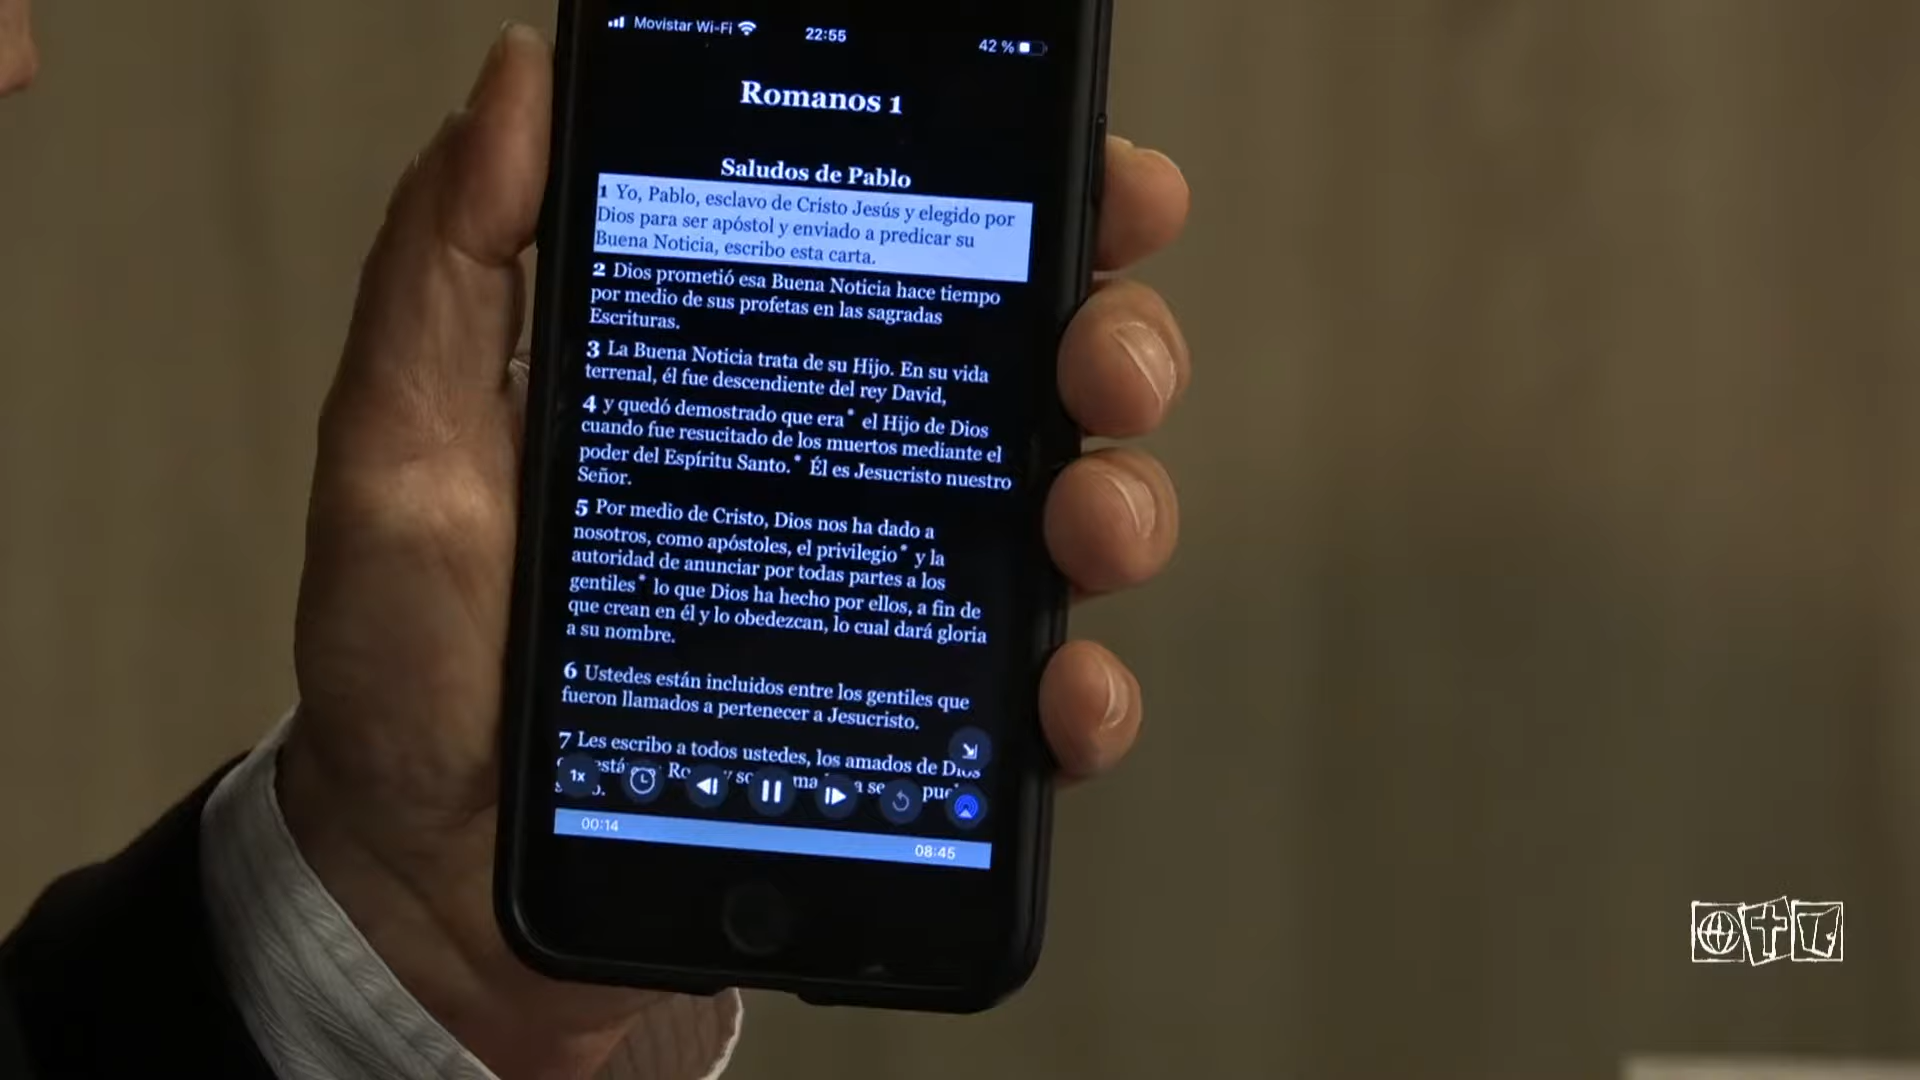 Movistar Wi-Fi 22:55 42 %
Romanos 1
Saludos de Pablo
1 Yo, Pablo, esclavo de Cristo Jesús y elegido por
Dios para ser apóstol y enviado a predicar su
Buena Noticia, escribo esta carta.
2 Dios prometió esa Buena Noticia hace tiempo
por medio de sus profetas en las sagradas
Escrituras.
3 La Buena Noticia trata de su Hijo. En su vida
terrenal, él fue descendiente del rey David,
4 y quedó demostrado que era* el Hijo de Dios
cuando fue resucitado de los muertos mediante el
poder del Espíritu Santo.* Él es Jesucristo nuestro
Señor.
5 Por medio de Cristo, Dios nos ha dado a
nosotros, como apóstoles, el privilegio* y la
autoridad de anunciar por todas partes a los
gentiles* lo que Dios ha hecho por ellos, a fin de
que crean en él y lo obedezcan, lo cual dará gloria
a su nombre.
6 Ustedes están incluidos entre los gentiles que
fueron llamados a pertenecer a Jesucristo.
7 Les escribo a todos ustedes, los amados de Dios
1x
00:14 08:45